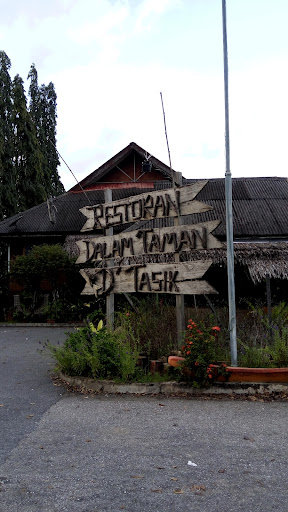 RESTORAN
DALAM TAMAN
"D" TASIK